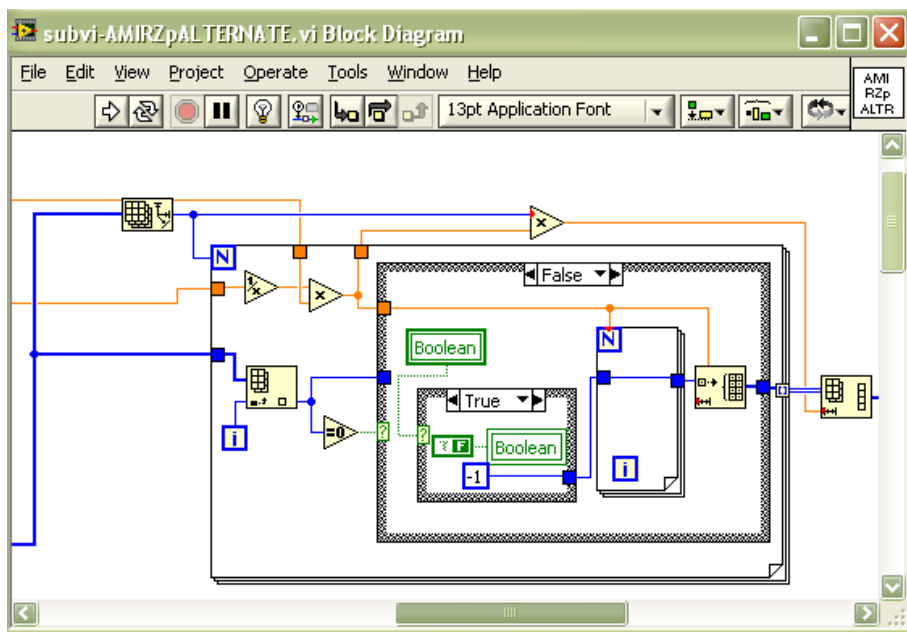 subvi-AMIRZpALTERNATE.vi Block Diagram
File Edit View Project Operate Tools Window Help
AMI
RZp
ALTR
13pt Application Font
N
False
1/x
x
x
N
Boolean
True
=0
?
?
F
Boolean
i
-1
i